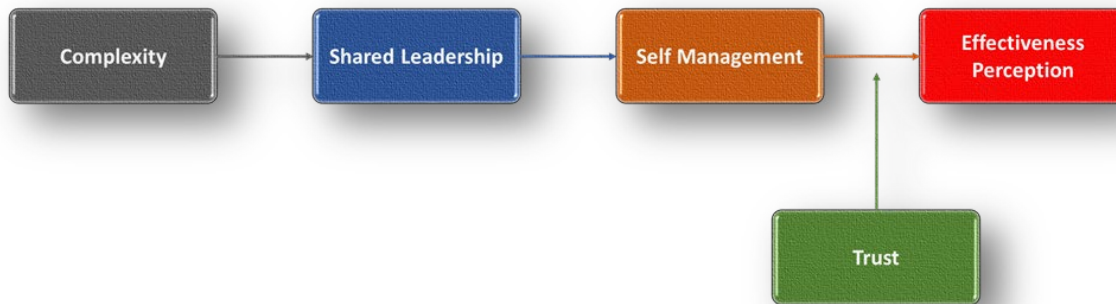 Complexity
Shared Leadership
Self Management
Effectiveness
Perception
Trust